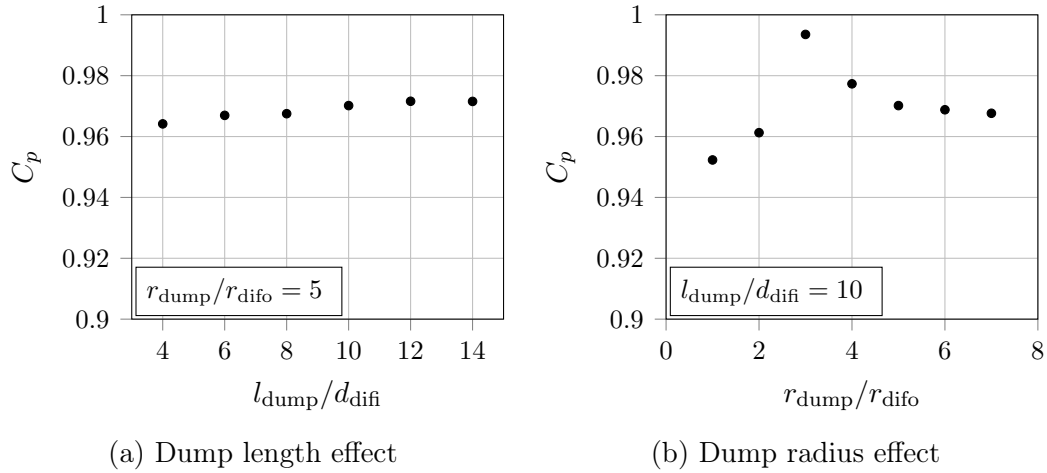 1
0.98
0.96
0.94
0.92
0.9
C_p
r_dump/r_difo = 5
4 6 8 10 12 14
l_dump/d_difi
(a) Dump length effect
1
0.98
0.96
0.94
0.92
0.9
C_p
l_dump/d_difi = 10
0 2 4 6 8
r_dump/r_difo
(b) Dump radius effect